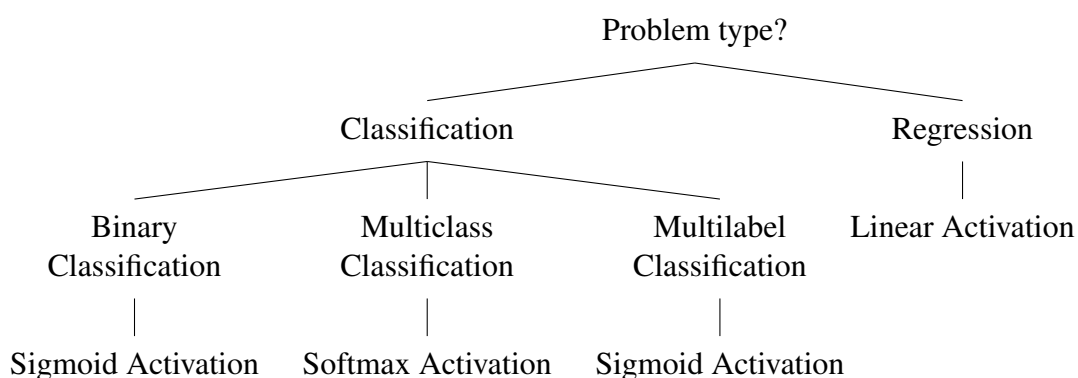 Problem type?
Classification
Regression
Binary
Classification
Multiclass
Classification
Multilabel
Classification
Linear Activation
Sigmoid Activation
Softmax Activation
Sigmoid Activation